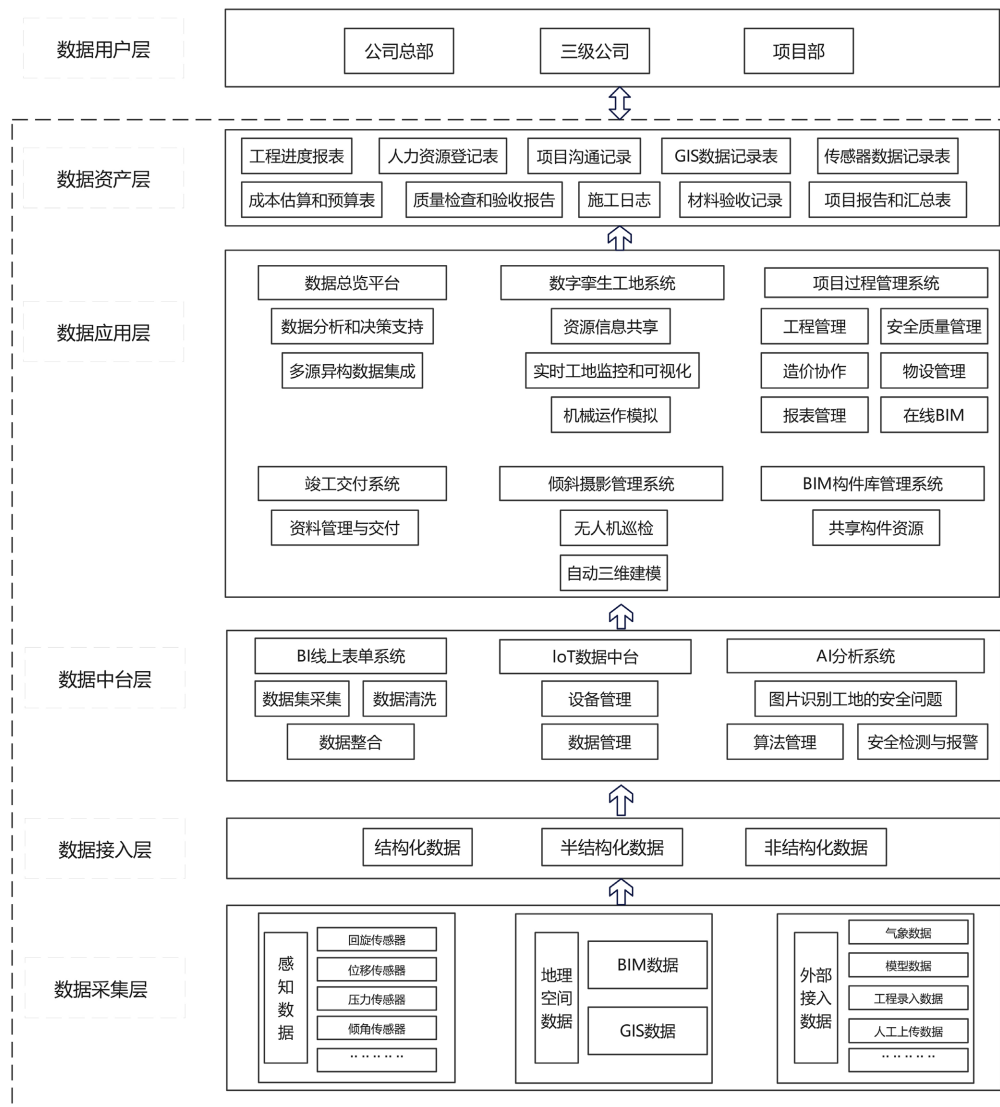 数据用户层
公司总部 三级公司 项目部
数据资产层
工程进度报表 人力资源登记表 项目沟通记录 GIS数据记录表 传感器数据记录表
成本估算和预算表 质量检查和验收报告 施工日志 材料验收记录 项目报告和汇总表
数据应用层
数据总览平台
数据分析和决策支持
多源异构数据集成
数字孪生工地系统
资源信息共享
实时工地监控和可视化
机械运作模拟
项目过程管理系统
工程管理 安全质量管理
造价协作 物设管理
报表管理 在线BIM
竣工交付系统
资料管理与交付
倾斜摄影管理系统
无人机巡检
自动三维建模
BIM构件库管理系统
共享构件资源
数据中台层
BI线上表单系统
数据集采集 数据清洗
数据整合
IoT数据中台
设备管理
数据管理
AI分析系统
图片识别工地的安全问题
算法管理 安全检测与报警
数据接入层
结构化数据 半结构化数据 非结构化数据
数据采集层
感知数据
回旋传感器
位移传感器
压力传感器
倾角传感器
‥‥‥
地理空间数据
BIM数据
GIS数据
外部接入数据
气象数据
模型数据
工程录入数据
人工上传数据
‥‥‥